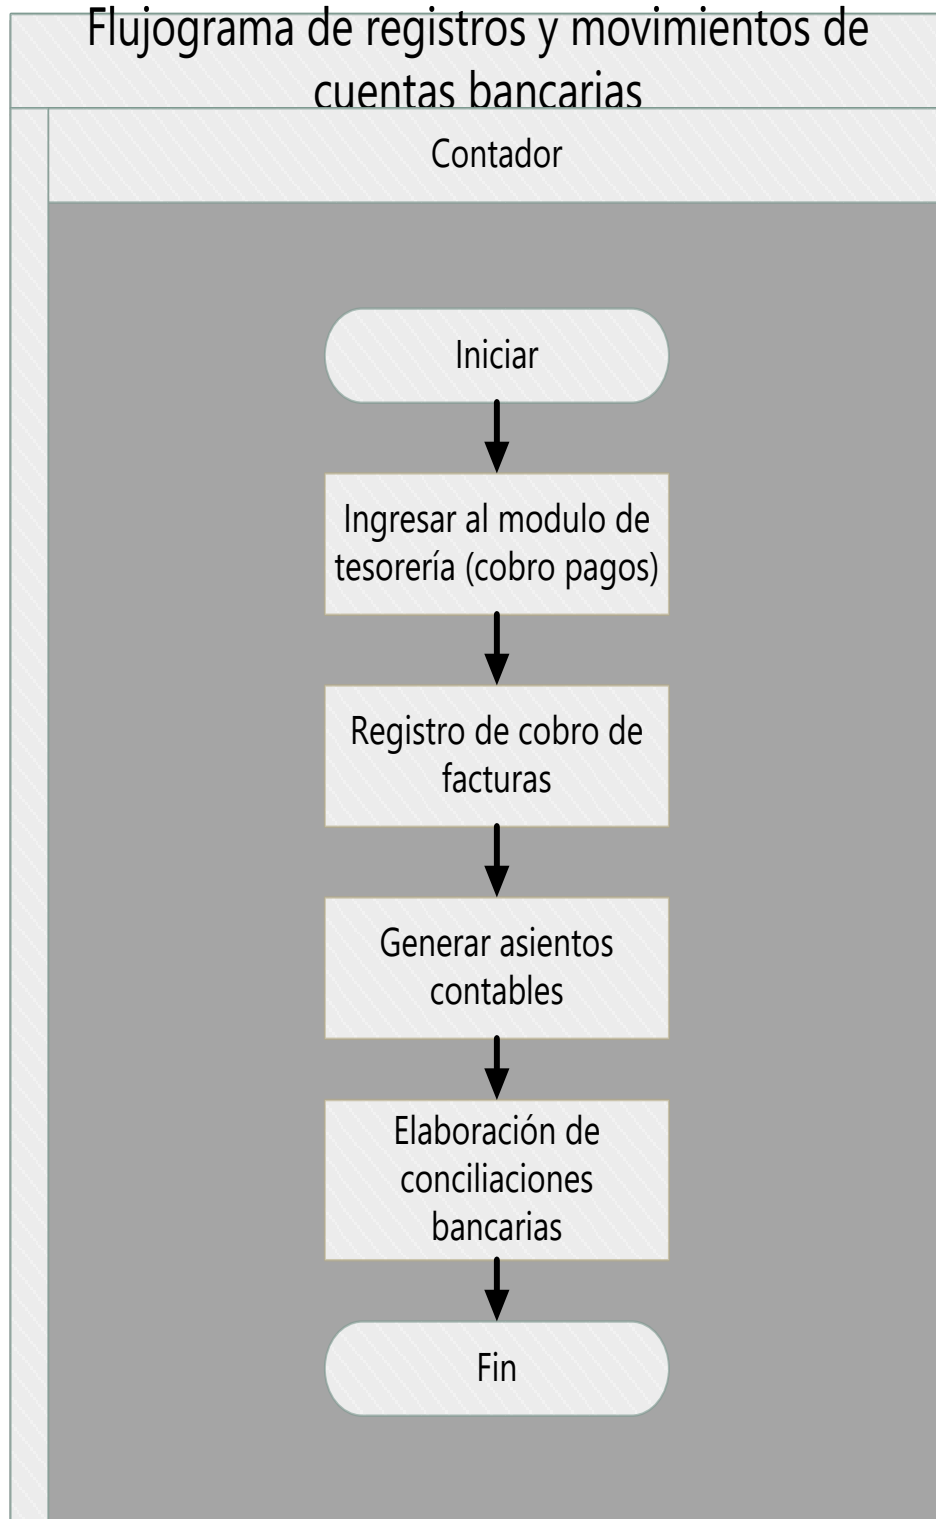 Flujograma de registros y movimientos de
cuentas bancarias
Contador
Iniciar
Ingresar al modulo de
tesorería (cobro pagos)
Registro de cobro de
facturas
Generar asientos
contables
Elaboración de
conciliaciones
bancarias
Fin